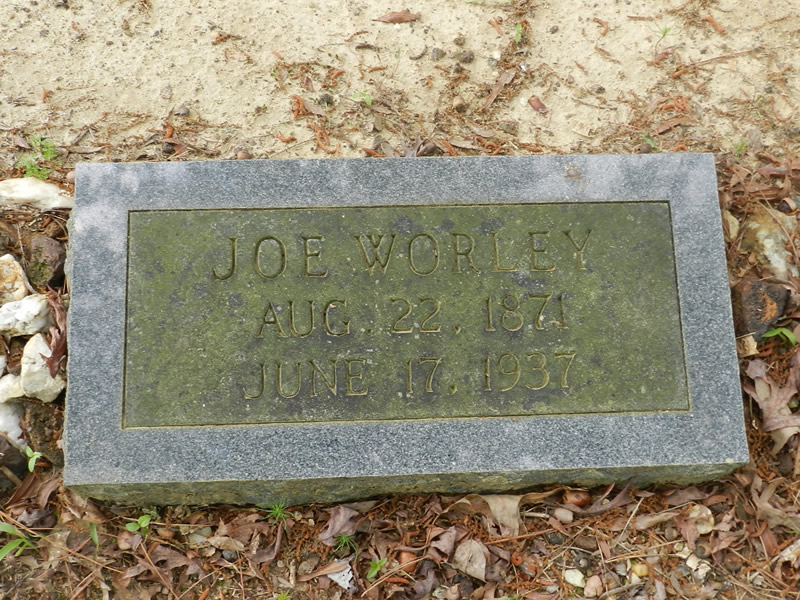 JOE WORLEY
AUG. 22, 1871
JUNE 17, 1937